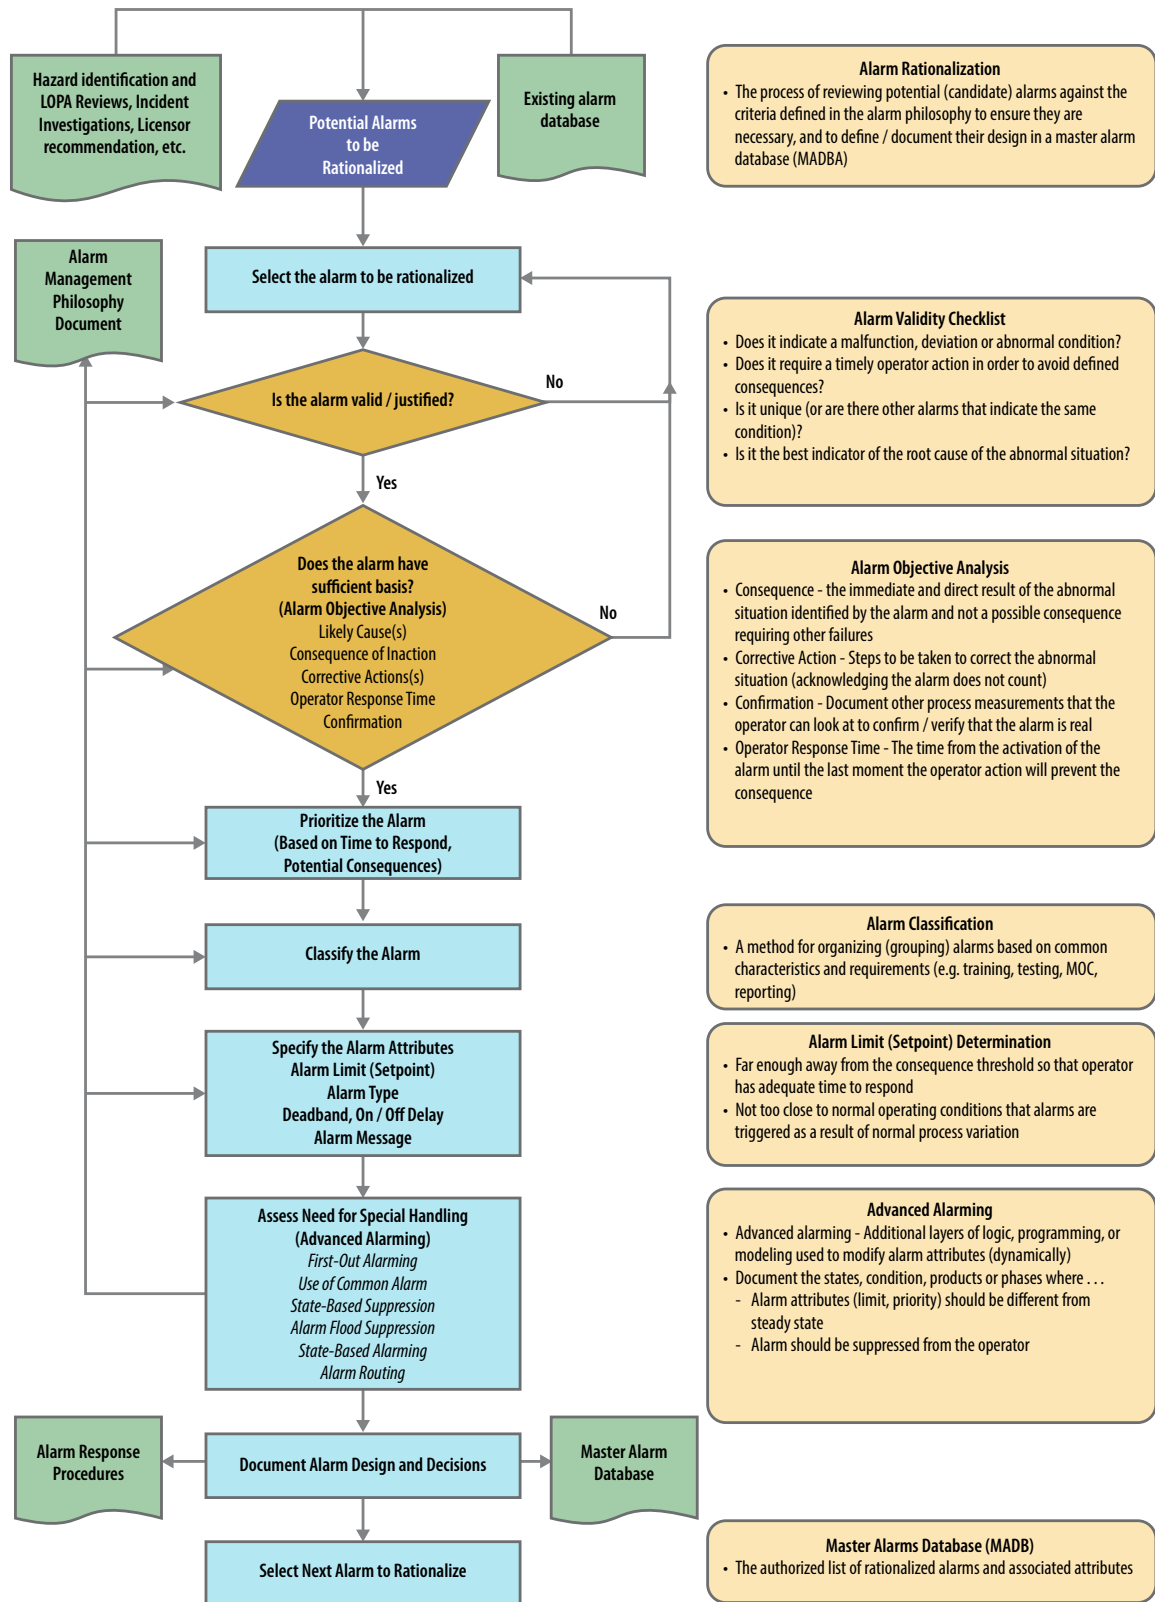 Hazard identification and
LOPA Reviews, Incident
Investigations, Licensor
recommendation, etc.
Potential Alarms
to be
Rationalized
Existing alarm
database
Alarm Rationalization
• The process of reviewing potential (candidate) alarms against the
criteria defined in the alarm philosophy to ensure they are
necessary, and to define / document their design in a master alarm
database (MADBA)
Alarm
Management
Philosophy
Document
Select the alarm to be rationalized
Is the alarm valid / justified?
No
Yes
Alarm Validity Checklist
• Does it indicate a malfunction, deviation or abnormal condition?
• Does it require a timely operator action in order to avoid defined
consequences?
• Is it unique (or are there other alarms that indicate the same
condition)?
• Is it the best indicator of the root cause of the abnormal situation?
Does the alarm have
sufficient basis?
(Alarm Objective Analysis)
Likely Cause(s)
Consequence of Inaction
Corrective Actions(s)
Operator Response Time
Confirmation
No
Yes
Alarm Objective Analysis
• Consequence - the immediate and direct result of the abnormal
situation identified by the alarm and not a possible consequence
requiring other failures
• Corrective Action - Steps to be taken to correct the abnormal
situation (acknowledging the alarm does not count)
• Confirmation - Document other process measurements that the
operator can look at to confirm / verify that the alarm is real
• Operator Response Time - The time from the activation of the
alarm until the last moment the operator action will prevent the
consequence
Prioritize the Alarm
(Based on Time to Respond,
Potential Consequences)
Classify the Alarm
Alarm Classification
• A method for organizing (grouping) alarms based on common
characteristics and requirements (e.g. training, testing, MOC,
reporting)
Specify the Alarm Attributes
Alarm Limit (Setpoint)
Alarm Type
Deadband, On / Off Delay
Alarm Message
Alarm Limit (Setpoint) Determination
• Far enough away from the consequence threshold so that operator
has adequate time to respond
• Not too close to normal operating conditions that alarms are
triggered as a result of normal process variation
Assess Need for Special Handling
(Advanced Alarming)
First-Out Alarming
Use of Common Alarm
State-Based Suppression
Alarm Flood Suppression
State-Based Alarming
Alarm Routing
Advanced Alarming
• Advanced alarming - Additional layers of logic, programming, or
modeling used to modify alarm attributes (dynamically)
• Document the states, condition, products or phases where . . .
- Alarm attributes (limit, priority) should be different from
steady state
- Alarm should be suppressed from the operator
Alarm Response
Procedures
Document Alarm Design and Decisions
Master Alarm
Database
Select Next Alarm to Rationalize
Master Alarms Database (MADB)
• The authorized list of rationalized alarms and associated attributes